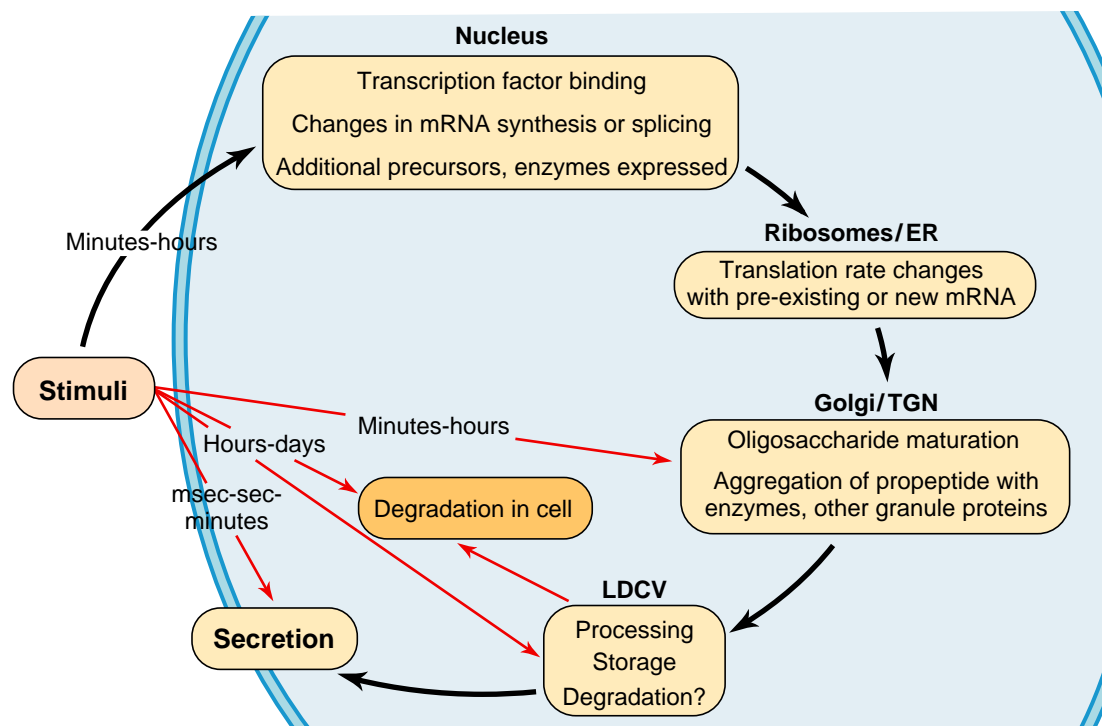 Nucleus
Transcription factor binding
Changes in mRNA synthesis or splicing
Additional precursors, enzymes expressed
Minutes-hours
Ribosomes/ER
Translation rate changes
with pre-existing or new mRNA
Stimuli
Golgi/TGN
Minutes-hours
Oligosaccharide maturation
Aggregation of propeptide with
enzymes, other granule proteins
Hours-days
msec-sec-
minutes
Degradation in cell
LDCV
Processing
Storage
Degradation?
Secretion